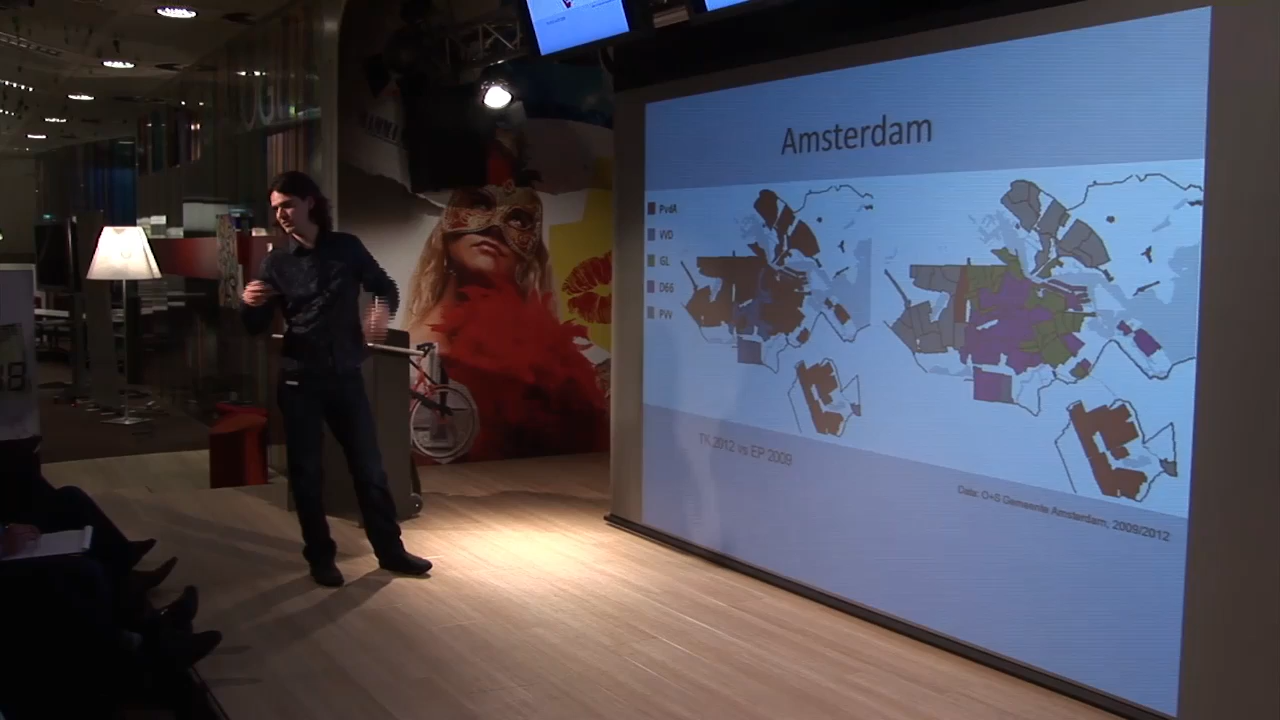 Amsterdam
PvdA
VVD
GL
D66
PVV
TK 2012 vs EP 2009
Data: O+S Gemeente Amsterdam, 2009/2012